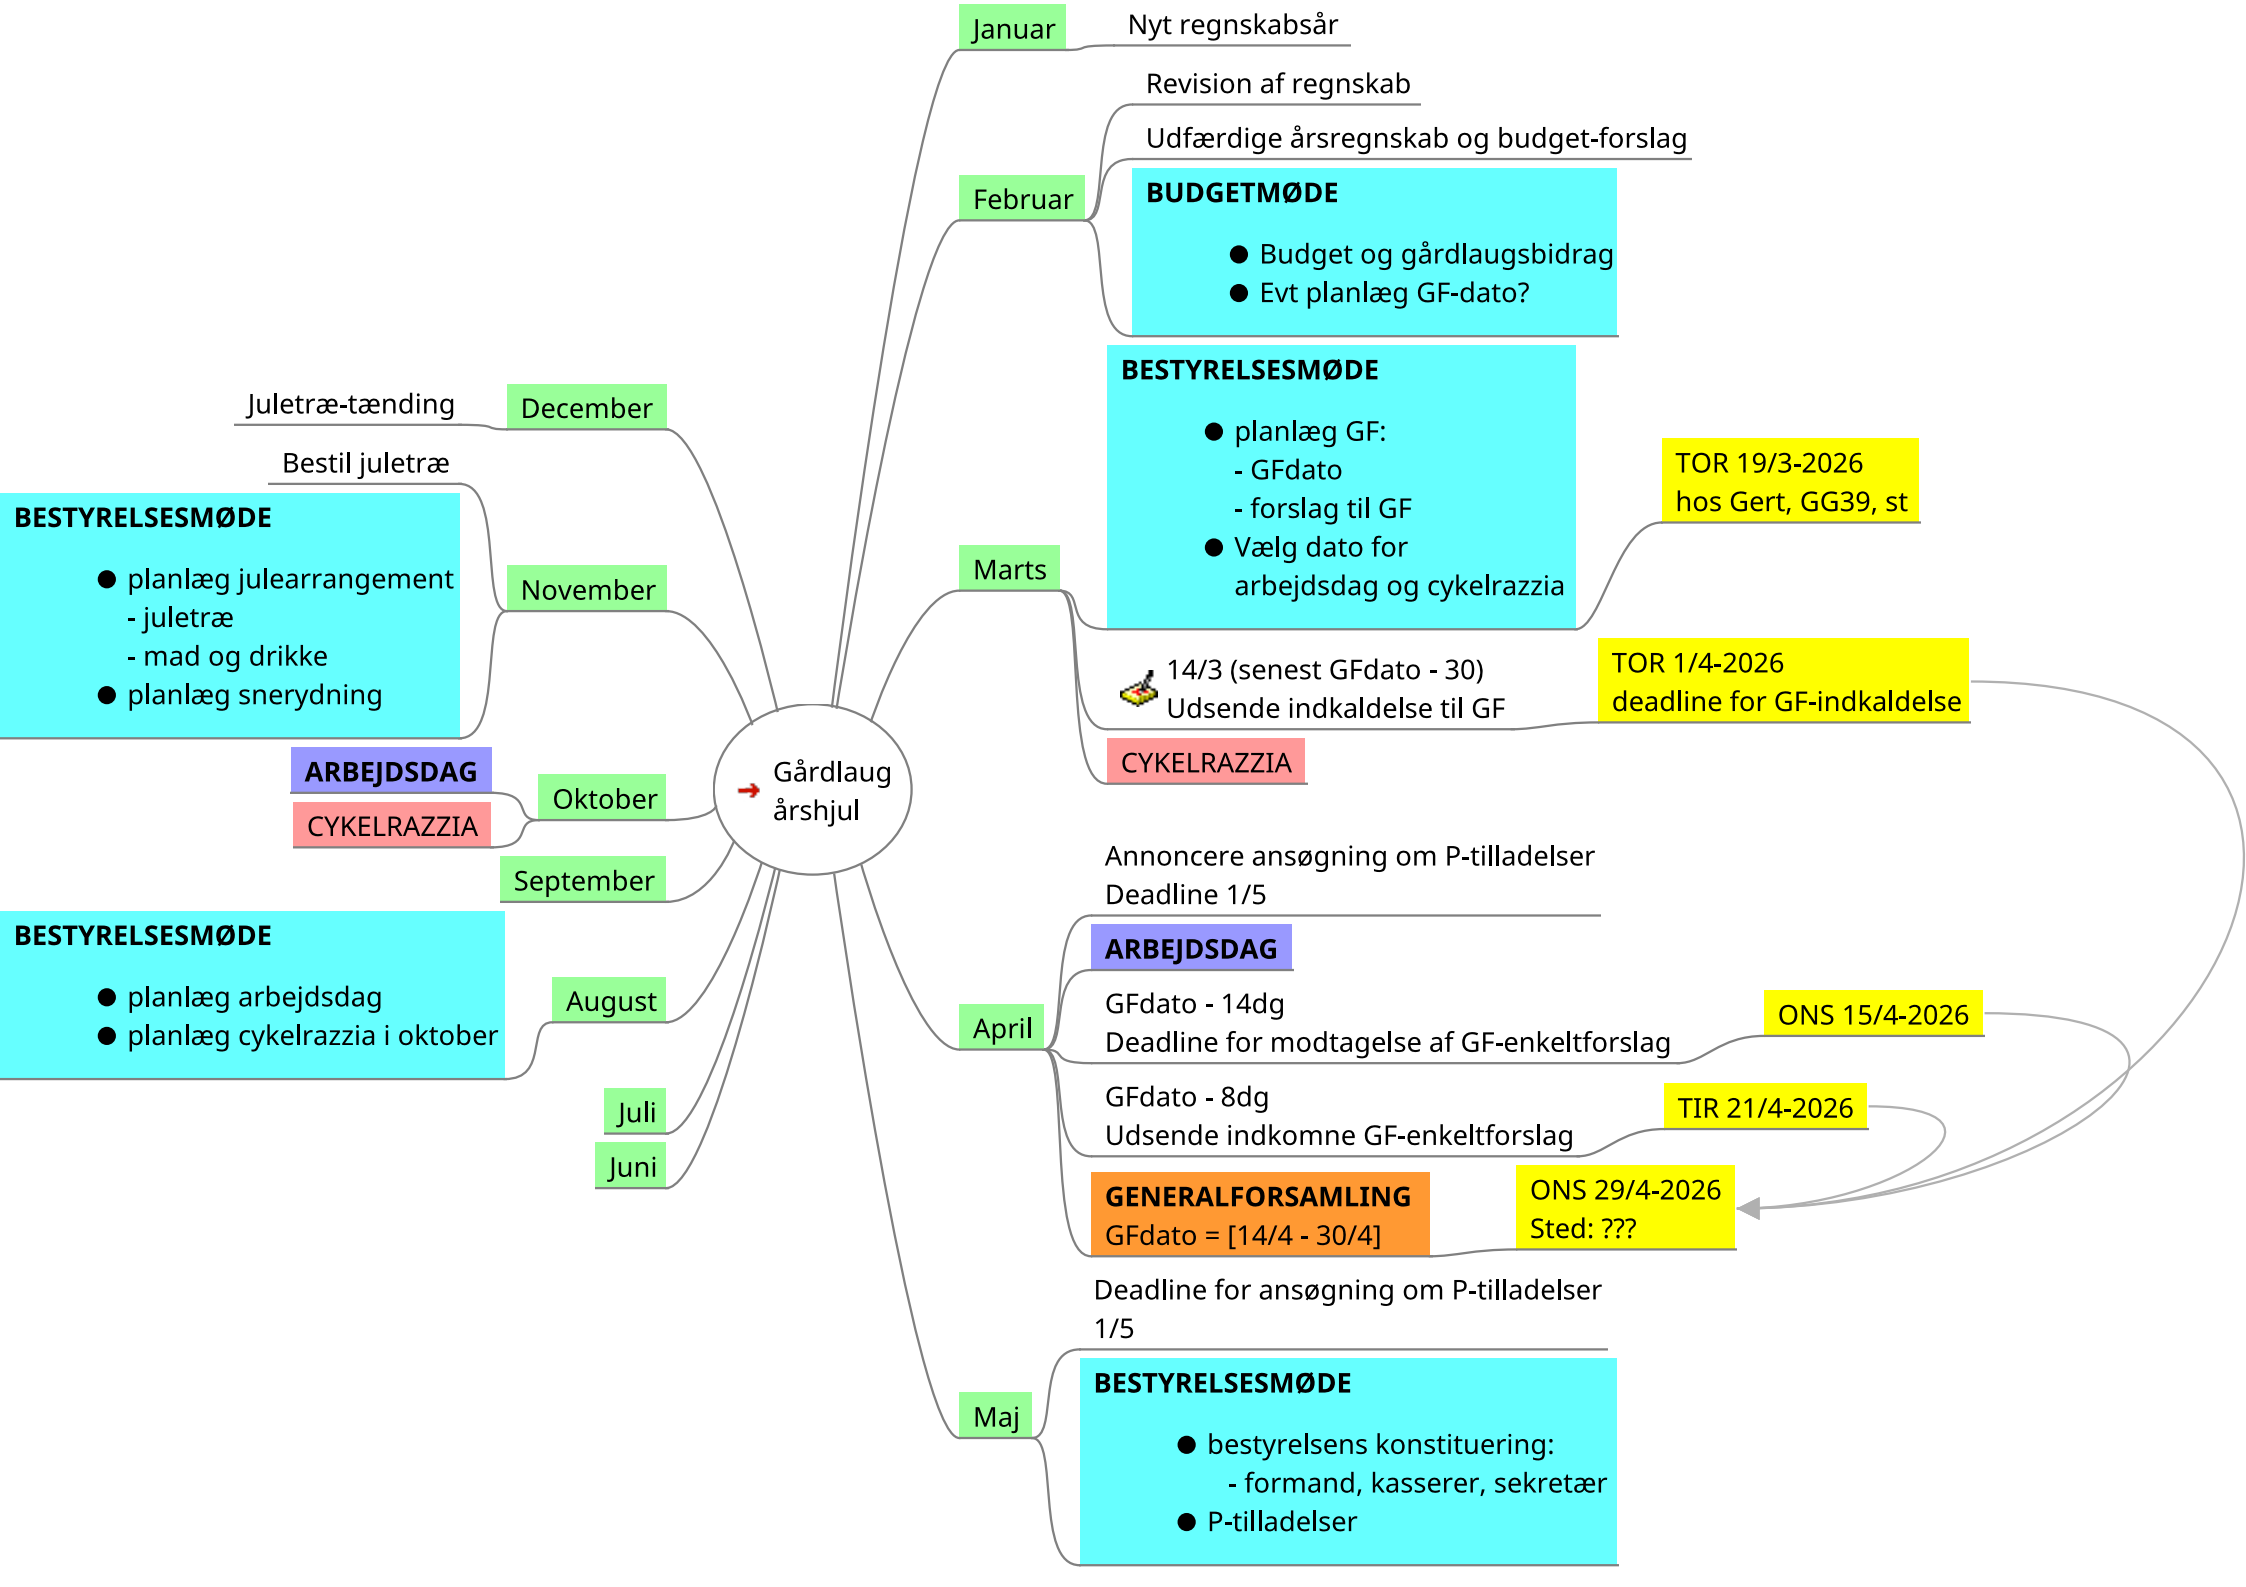 Gårdlaug
årshjul
Januar
Nyt regnskabsår
Februar
Revision af regnskab
Udfærdige årsregnskab og budget-forslag
BUDGETMØDE
● Budget og gårdlaugsbidrag
● Evt planlæg GF-dato?
Marts
BESTYRELSESMØDE
● planlæg GF:
- GFdato
- forslag til GF
● Vælg dato for
arbejdsdag og cykelrazzia
TOR 19/3-2026
hos Gert, GG39, st
14/3 (senest GFdato - 30)
Udsende indkaldelse til GF
TOR 1/4-2026
deadline for GF-indkaldelse
CYKELRAZZIA
April
Annoncere ansøgning om P-tilladelser
Deadline 1/5
ARBEJDSDAG
GFdato - 14dg
Deadline for modtagelse af GF-enkeltforslag
ONS 15/4-2026
GFdato - 8dg
Udsende indkomne GF-enkeltforslag
TIR 21/4-2026
GENERALFORSAMLING
GFdato = [14/4 - 30/4]
ONS 29/4-2026
Sted: ???
Maj
Deadline for ansøgning om P-tilladelser
1/5
BESTYRELSESMØDE
● bestyrelsens konstituering:
- formand, kasserer, sekretær
● P-tilladelser
Juni
Juli
August
BESTYRELSESMØDE
● planlæg arbejdsdag
● planlæg cykelrazzia i oktober
September
Oktober
ARBEJDSDAG
CYKELRAZZIA
November
Bestil juletræ
BESTYRELSESMØDE
● planlæg julearrangement
- juletræ
- mad og drikke
● planlæg snerydning
December
Juletræ-tænding